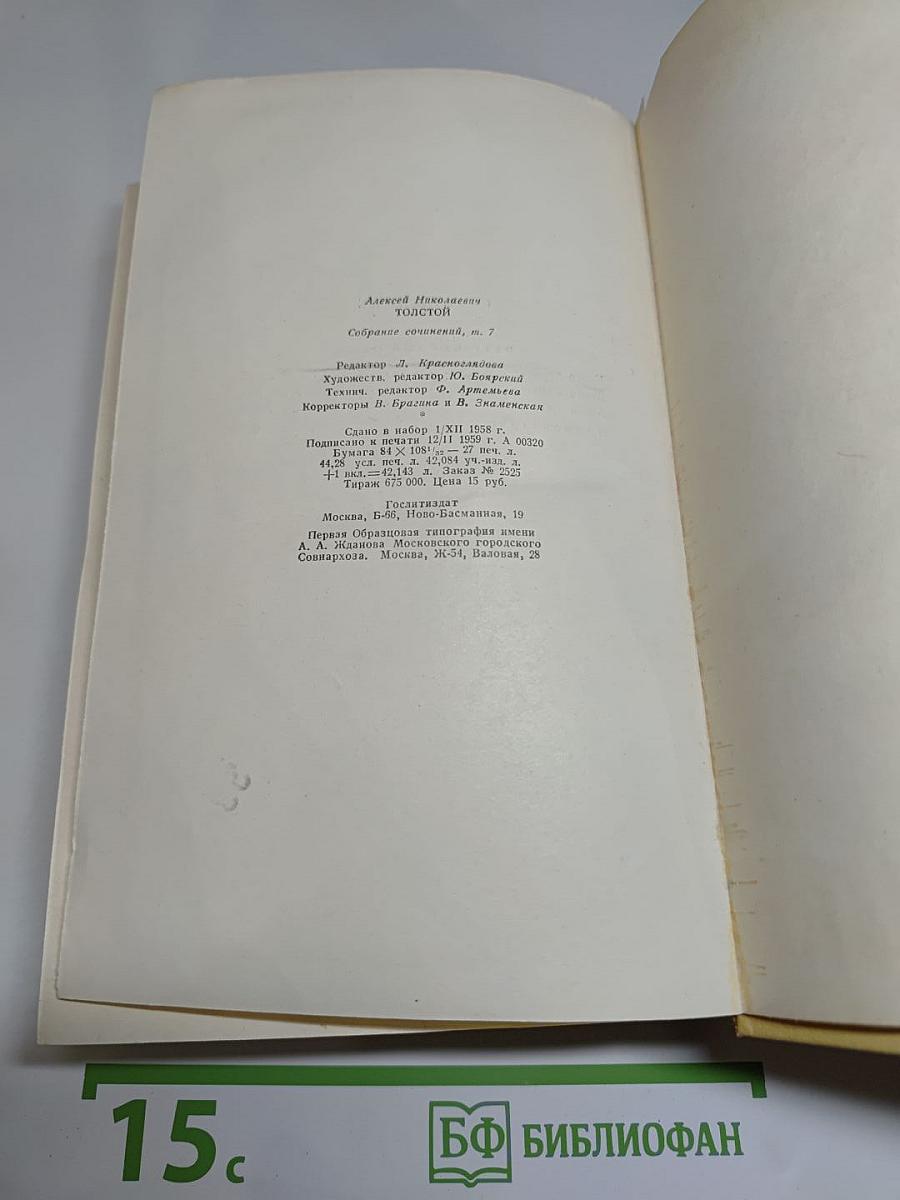 Алексей Николаевич
ТОЛСТОЙ
Собрание сочинений, т. 7
Редактор Л. Красноглядова
Художеств. редактор Ю. Боярский
Технич. редактор Ф. Артемьева
Корректоры В. Брагина и В. Знаменская
*
Сдано в набор 1/XII 1958 г.
Подписано к печати 12/II 1959 г. А 00320
Бумага 84 × 108¹/₃₂ — 27 печ. л.
44,28 усл. печ. л. 42,084 уч.-изд. л.
+1 вкл.=42,143 л. Заказ № 2525
Тираж 675 000. Цена 15 руб.
Гослитиздат
Москва, Б-66, Ново-Басманная, 19
Первая Образцовая типография имени
А. А. Жданова Московского городского
Совнархоза. Москва, Ж-54, Валовая, 28
15 с
БФ БИБЛИОФАН